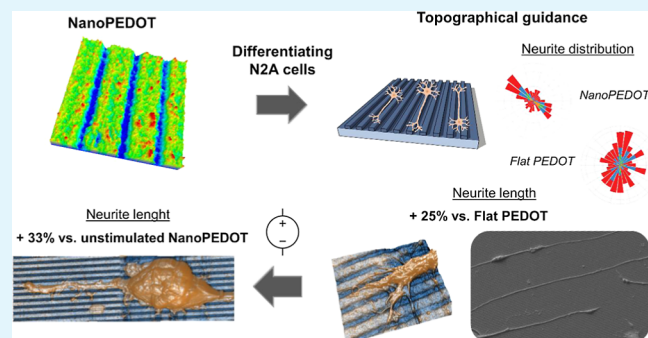 NanoPEDOT
Differentiating
N2A cells
Topographical guidance
Neurite distribution
NanoPEDOT
Flat PEDOT
Neurite length
+ 25% vs. Flat PEDOT
Neurite lenght
+ 33% vs. unstimulated NanoPEDOT
+
−